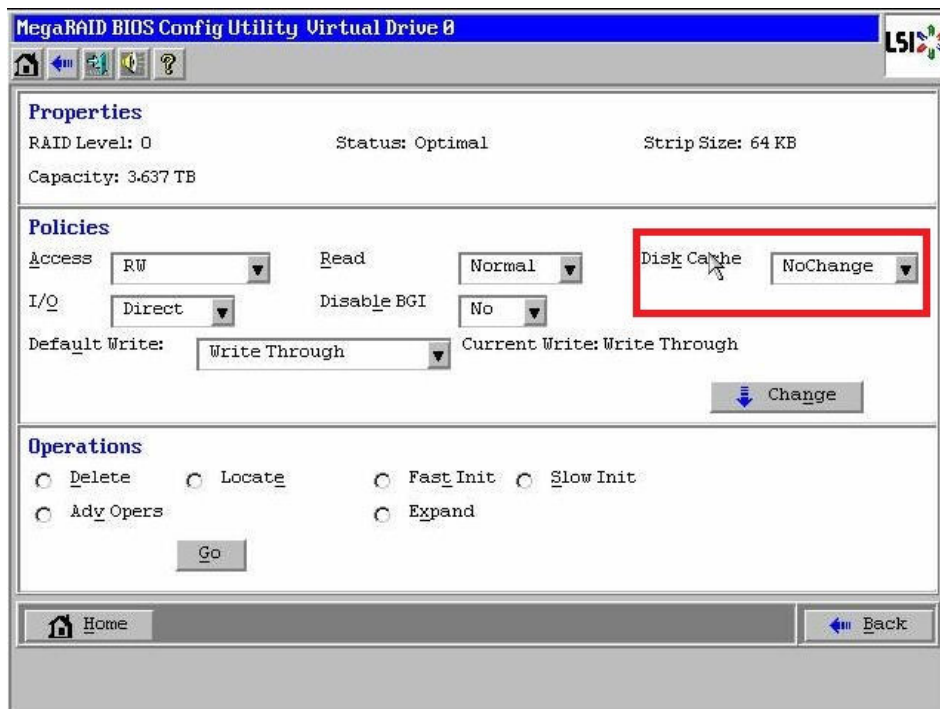 MegaRAID BIOS Config Utility Virtual Drive 0
LSI
Properties
RAID Level: 0 Status: Optimal Strip Size: 64 KB
Capacity: 3.637 TB
Policies
Access RW Read Normal Disk Cache NoChange
I/O Direct Disable BGI No
Default Write: Write Through Current Write: Write Through
Change
Operations
Delete Locate Fast Init Slow Init
Adv Opers Expand
Go
Home Back